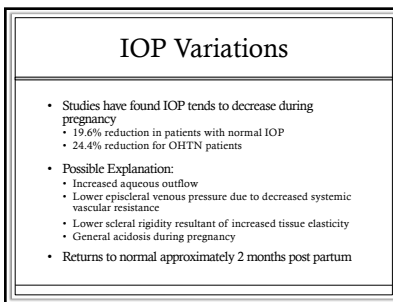 IOP Variations
• Studies have found IOP tends to decrease during
pregnancy
• 19.6% reduction in patients with normal IOP
• 24.4% reduction for OHTN patients
• Possible Explanation:
• Increased aqueous outflow
• Lower episcleral venous pressure due to decreased systemic
vascular resistance
• Lower scleral rigidity resultant of increased tissue elasticity
• General acidosis during pregnancy
• Returns to normal approximately 2 months post partum